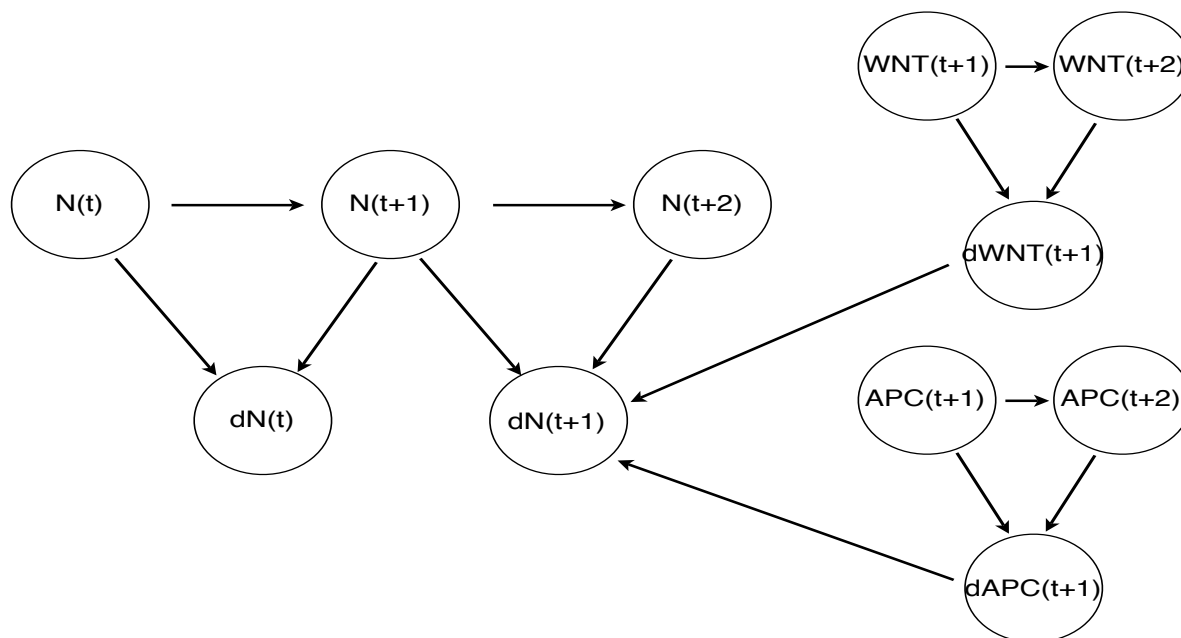 WNT(t+1)
WNT(t+2)
N(t)
N(t+1)
N(t+2)
dWNT(t+1)
APC(t+1)
APC(t+2)
dN(t)
dN(t+1)
dAPC(t+1)